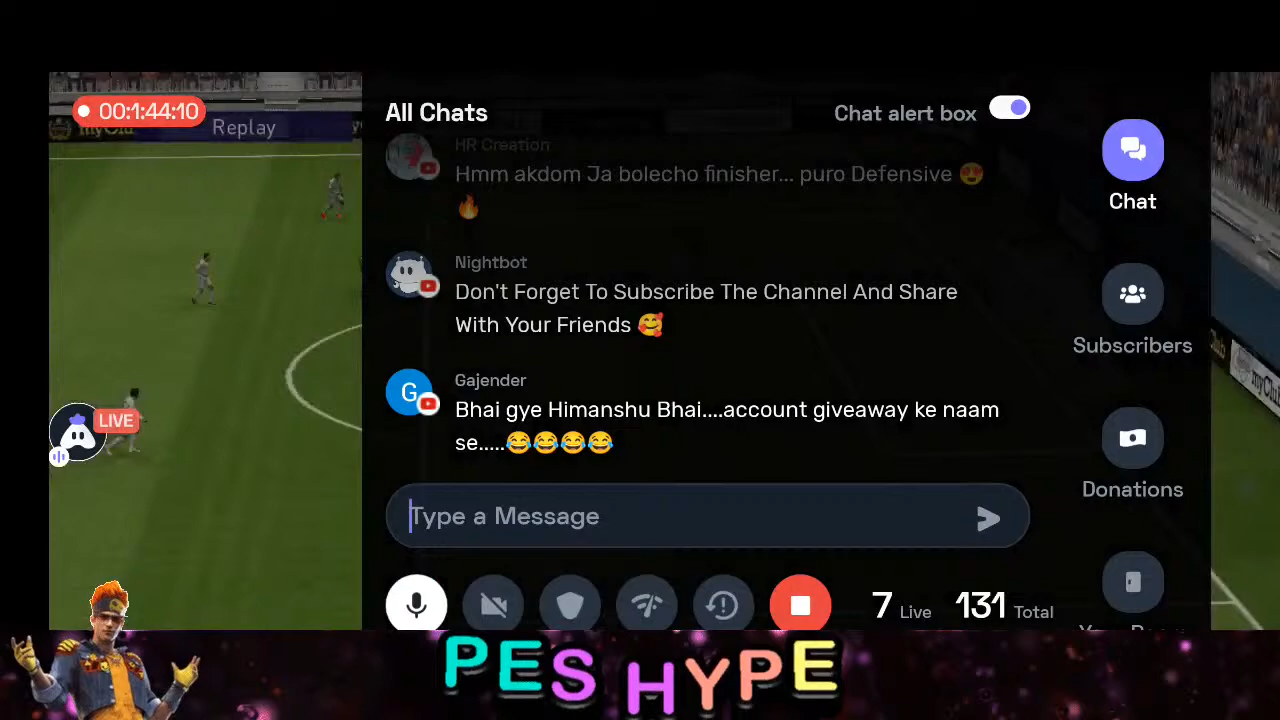 00:1:44:10
myClub
Replay
All Chats
Chat alert box
HR Creation
Hmm akdom Ja bolecho finisher... puro Defensive 😍
🔥
Nightbot
Don't Forget To Subscribe The Channel And Share
With Your Friends 🥰
G
Gajender
Bhai gye Himanshu Bhai....account giveaway ke naam
se.....😂😂😂😂
Type a Message
7 Live 131 Total
Chat
Subscribers
Donations
LIVE
myClub
PES HYPE